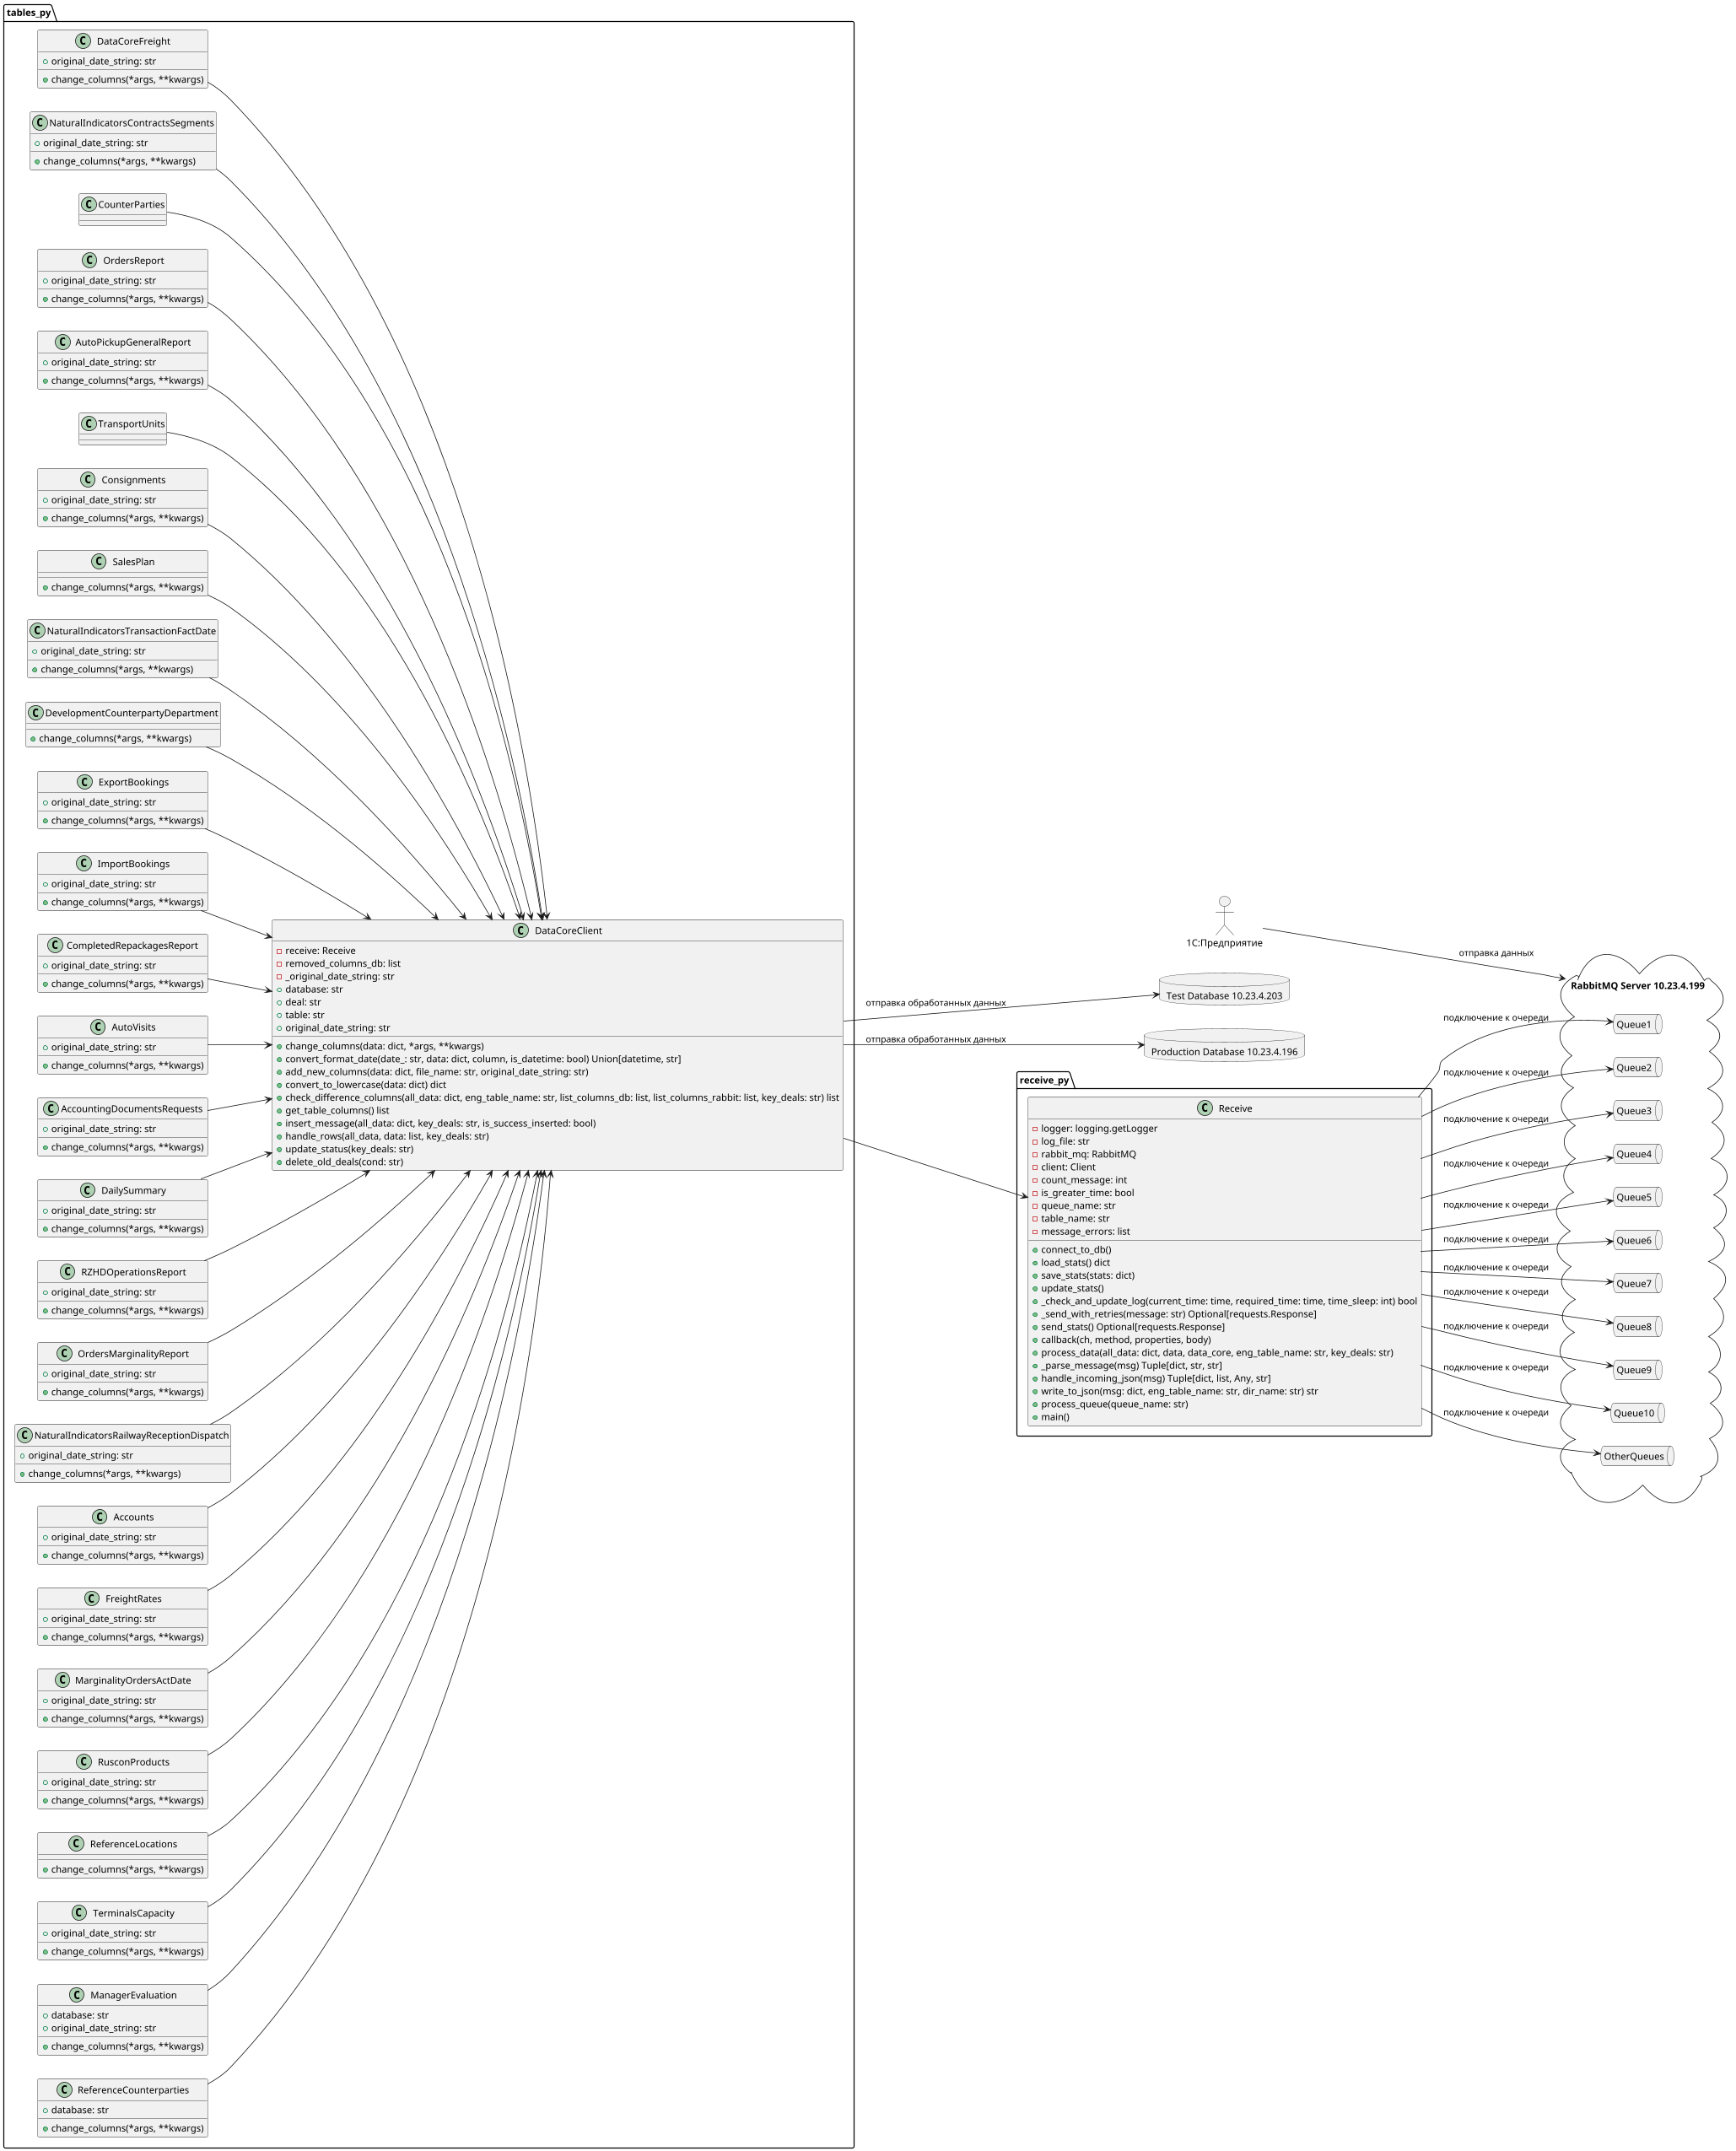 tables_py
DataCoreFreight
original_date_string: str
change_columns(*args, **kwargs)
NaturalIndicatorsContractsSegments
original_date_string: str
change_columns(*args, **kwargs)
CounterParties
OrdersReport
original_date_string: str
change_columns(*args, **kwargs)
AutoPickupGeneralReport
original_date_string: str
change_columns(*args, **kwargs)
TransportUnits
Consignments
original_date_string: str
change_columns(*args, **kwargs)
SalesPlan
change_columns(*args, **kwargs)
NaturalIndicatorsTransactionFactDate
original_date_string: str
change_columns(*args, **kwargs)
DevelopmentCounterpartyDepartment
change_columns(*args, **kwargs)
ExportBookings
original_date_string: str
change_columns(*args, **kwargs)
ImportBookings
original_date_string: str
change_columns(*args, **kwargs)
CompletedRepackagesReport
original_date_string: str
change_columns(*args, **kwargs)
AutoVisits
original_date_string: str
change_columns(*args, **kwargs)
AccountingDocumentsRequests
original_date_string: str
change_columns(*args, **kwargs)
DailySummary
original_date_string: str
change_columns(*args, **kwargs)
RZHDOperationsReport
original_date_string: str
change_columns(*args, **kwargs)
OrdersMarginalityReport
original_date_string: str
change_columns(*args, **kwargs)
NaturalIndicatorsRailwayReceptionDispatch
original_date_string: str
change_columns(*args, **kwargs)
Accounts
original_date_string: str
change_columns(*args, **kwargs)
FreightRates
original_date_string: str
change_columns(*args, **kwargs)
MarginalityOrdersActDate
original_date_string: str
change_columns(*args, **kwargs)
RusconProducts
original_date_string: str
change_columns(*args, **kwargs)
ReferenceLocations
change_columns(*args, **kwargs)
TerminalsCapacity
original_date_string: str
change_columns(*args, **kwargs)
ManagerEvaluation
database: str
original_date_string: str
change_columns(*args, **kwargs)
ReferenceCounterparties
database: str
change_columns(*args, **kwargs)
DataCoreClient
receive: Receive
removed_columns_db: list
_original_date_string: str
database: str
deal: str
table: str
original_date_string: str
change_columns(data: dict, *args, **kwargs)
convert_format_date(date_: str, data: dict, column, is_datetime: bool) Union[datetime, str]
add_new_columns(data: dict, file_name: str, original_date_string: str)
convert_to_lowercase(data: dict) dict
check_difference_columns(all_data: dict, eng_table_name: str, list_columns_db: list, list_columns_rabbit: list, key_deals: str) list
get_table_columns() list
insert_message(all_data: dict, key_deals: str, is_success_inserted: bool)
handle_rows(all_data, data: list, key_deals: str)
update_status(key_deals: str)
delete_old_deals(cond: str)
отправка обработанных данных
отправка обработанных данных
1С:Предприятие
Test Database 10.23.4.203
Production Database 10.23.4.196
receive_py
Receive
logger: logging.getLogger
log_file: str
rabbit_mq: RabbitMQ
client: Client
count_message: int
is_greater_time: bool
queue_name: str
table_name: str
message_errors: list
connect_to_db()
load_stats() dict
save_stats(stats: dict)
update_stats()
_check_and_update_log(current_time: time, required_time: time, time_sleep: int) bool
_send_with_retries(message: str) Optional[requests.Response]
send_stats() Optional[requests.Response]
callback(ch, method, properties, body)
process_data(all_data: dict, data, data_core, eng_table_name: str, key_deals: str)
_parse_message(msg) Tuple[dict, str, str]
handle_incoming_json(msg) Tuple[dict, list, Any, str]
write_to_json(msg: dict, eng_table_name: str, dir_name: str) str
process_queue(queue_name: str)
main()
отправка данных
подключение к очереди
подключение к очереди
подключение к очереди
подключение к очереди
подключение к очереди
подключение к очереди
подключение к очереди
подключение к очереди
подключение к очереди
подключение к очереди
подключение к очереди
RabbitMQ Server 10.23.4.199
Queue1
Queue2
Queue3
Queue4
Queue5
Queue6
Queue7
Queue8
Queue9
Queue10
OtherQueues